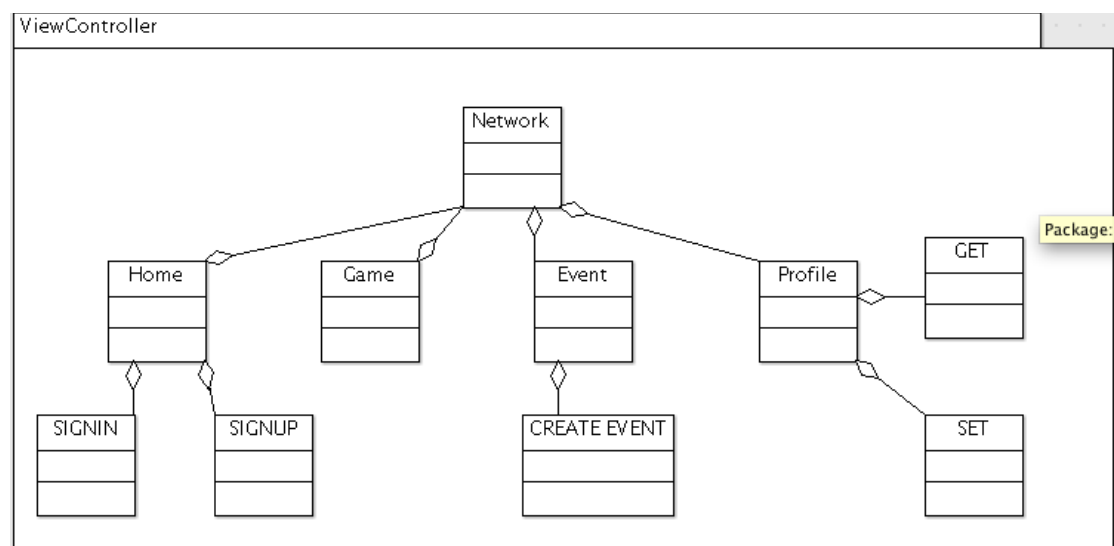 ViewController
Network
Package:
Home
Game
Event
Profile
GET
SIGNIN
SIGNUP
CREATE EVENT
SET